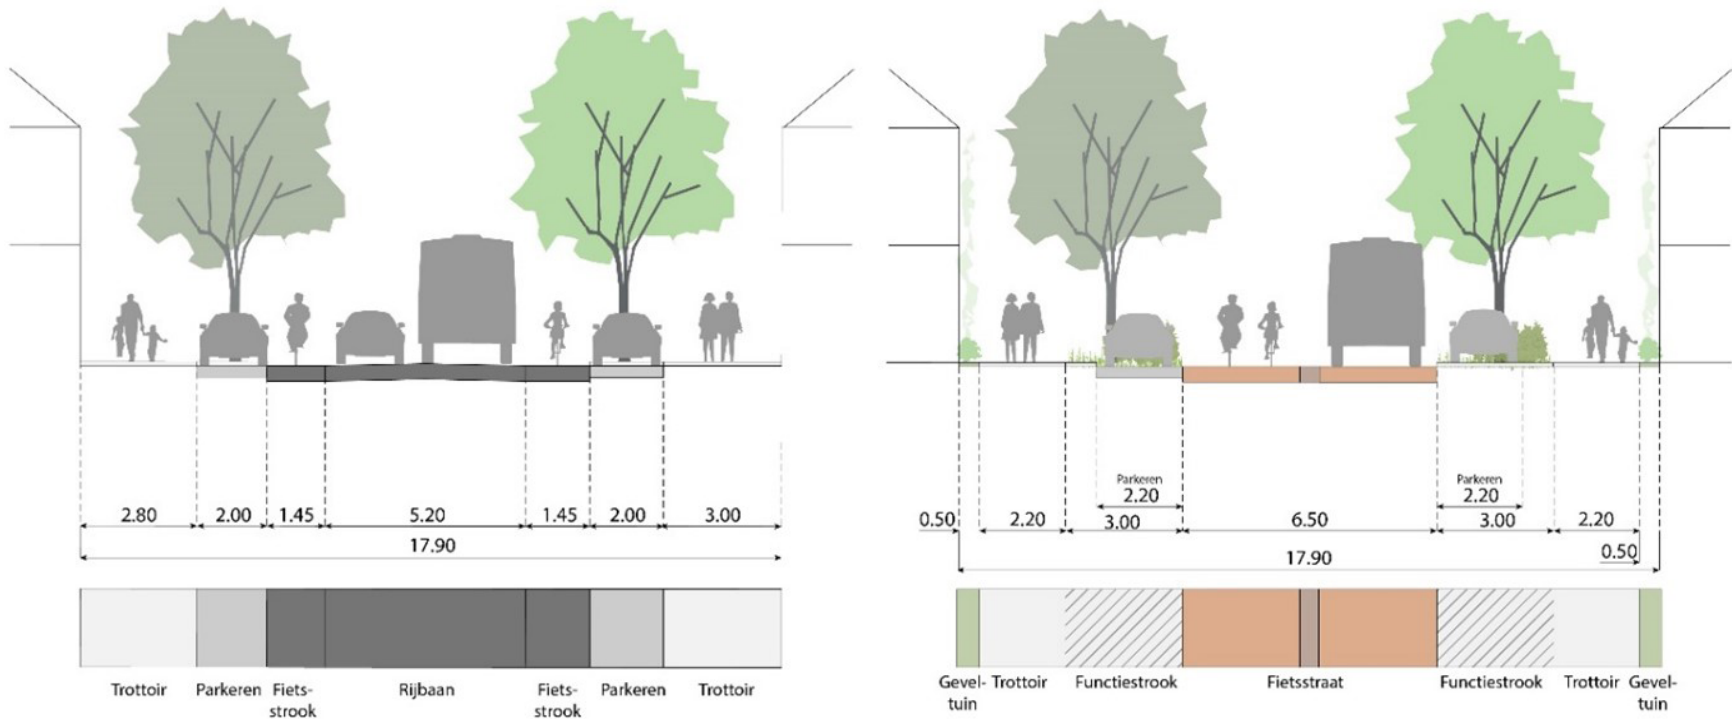 2.80 2.00 1.45 5.20 1.45 2.00 3.00
17.90
Trottoir Parkeren Fiets- Rijbaan Fiets- Parkeren Trottoir
strook strook
Parkeren Parkeren
2.20 2.20
0.50 2.20 3.00 6.50 3.00 2.20
17.90 0.50
Gevel- Trottoir Functiestrook Fietsstraat Functiestrook Trottoir Gevel-
tuin tuin